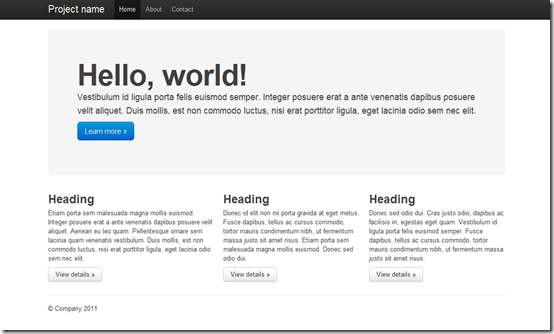 Project name Home About Contact
Hello, world!
Vestibulum id ligula porta felis euismod semper. Integer posuere erat a ante venenatis dapibus posuere
velit aliquet. Duis mollis, est non commodo luctus, nisi erat porttitor ligula, eget lacinia odio sem nec elit.
Learn more »
Heading
Etiam porta sem malesuada magna mollis euismod.
Integer posuere erat a ante venenatis dapibus posuere velit
aliquet. Aenean eu leo quam. Pellentesque ornare sem
lacinia quam venenatis vestibulum. Duis mollis, est non
commodo luctus, nisi erat porttitor ligula, eget lacinia odio
sem nec elit.
View details »
Heading
Donec id elit non mi porta gravida at eget metus.
Fusce dapibus, tellus ac cursus commodo, tortor
mauris condimentum nibh, ut fermentum
massa justo sit amet risus. Etiam porta sem
malesuada magna mollis euismod. Donec sed
odio dui.
View details »
Heading
Donec sed odio dui. Cras justo odio, dapibus ac
facilisis in, egestas eget quam. Vestibulum id
ligula porta felis euismod semper. Fusce
dapibus, tellus ac cursus commodo, tortor
mauris condimentum nibh, ut fermentum
massa justo sit amet risus.
View details »
© Company 2011